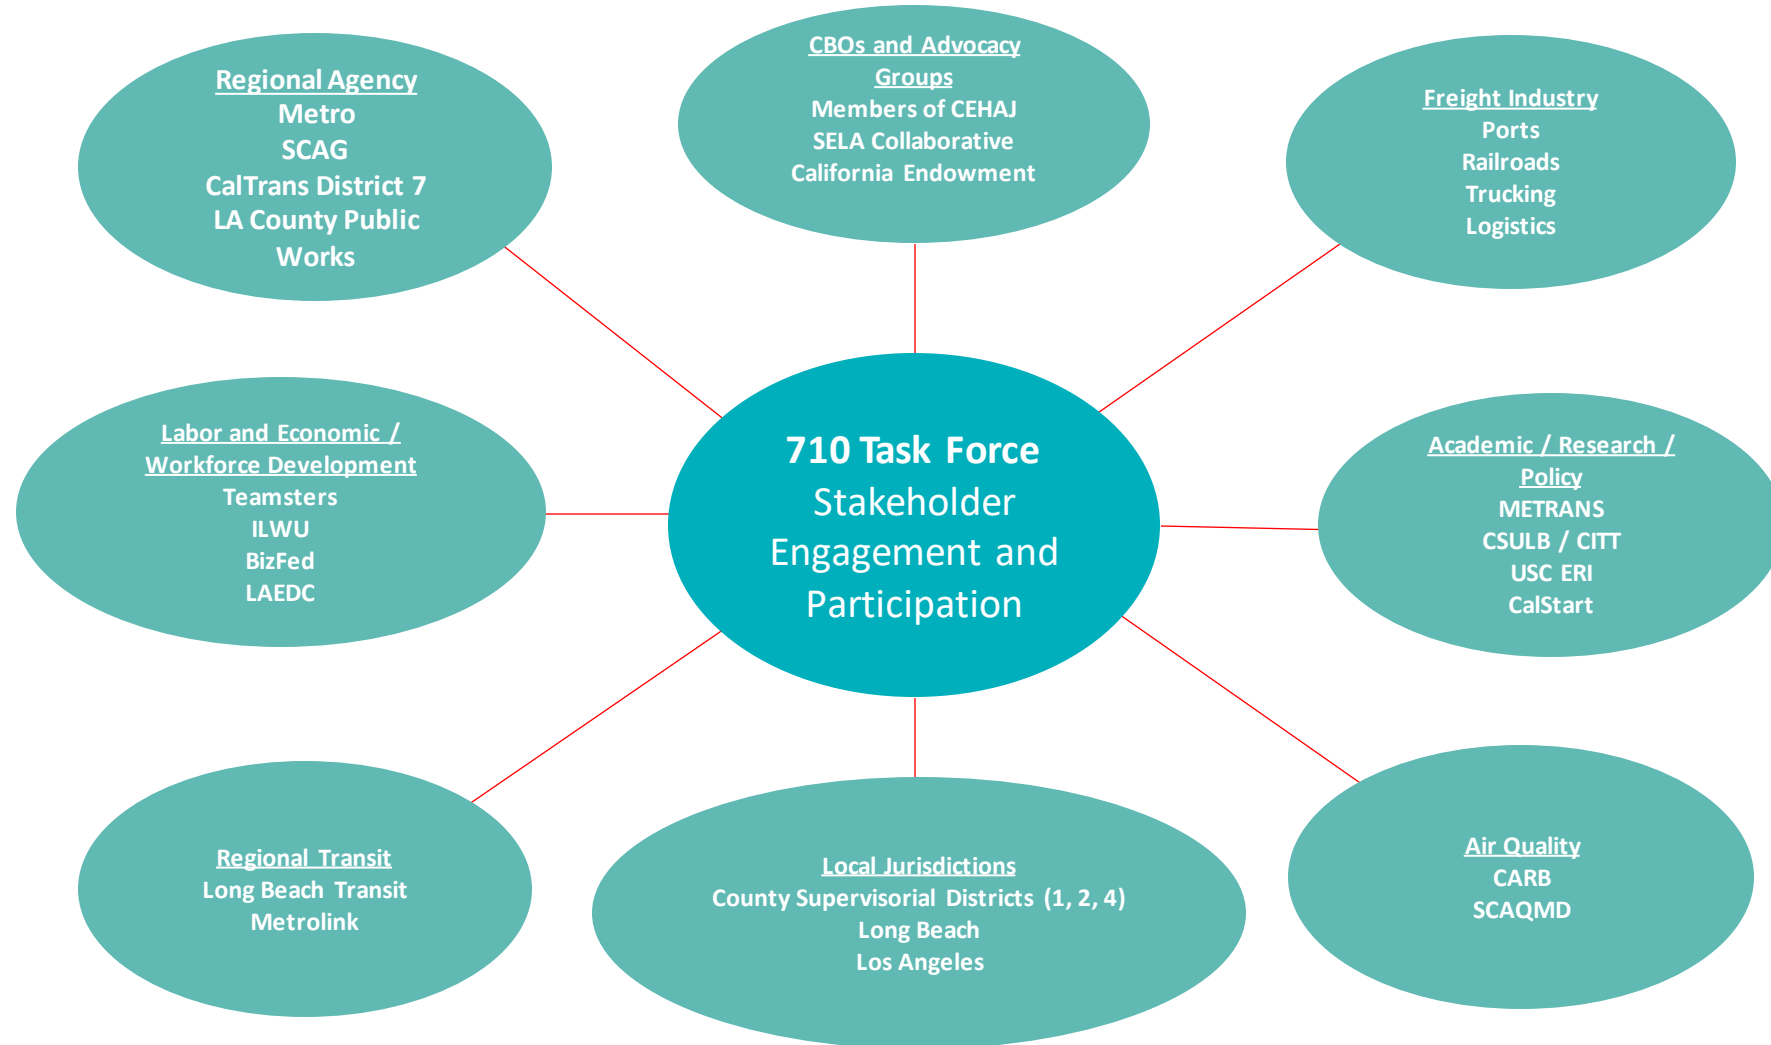 Regional Agency
Metro
SCAG
CalTrans District 7
LA County Public
Works
CBOs and Advocacy
Groups
Members of CEHAJ
SELA Collaborative
California Endowment
Freight Industry
Ports
Railroads
Trucking
Logistics
Labor and Economic /
Workforce Development
Teamsters
ILWU
BizFed
LAEDC
710 Task Force
Stakeholder
Engagement and
Participation
Academic / Research /
Policy
METRANS
CSULB / CITT
USC ERI
CalStart
Regional Transit
Long Beach Transit
Metrolink
Local Jurisdictions
County Supervisorial Districts (1, 2, 4)
Long Beach
Los Angeles
Air Quality
CARB
SCAQMD